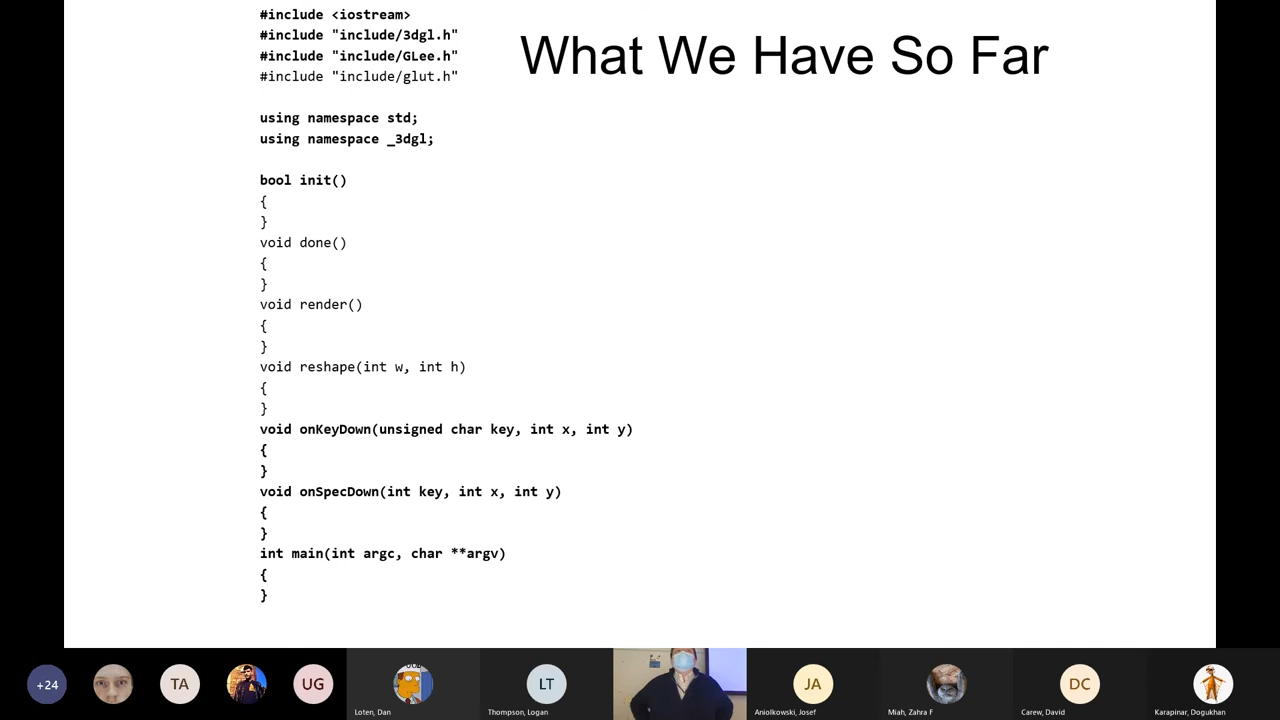 #include <iostream>
#include "include/3dgl.h"
#include "include/GLee.h"
#include "include/glut.h"
What We Have So Far
using namespace std;
using namespace _3dgl;
bool init()
{
}
void done()
{
}
void render()
{
}
void reshape(int w, int h)
{
}
void onKeyDown(unsigned char key, int x, int y)
{
}
void onSpecDown(int key, int x, int y)
{
}
int main(int argc, char **argv)
{
}
+24
TA
UG
Loten, Dan
LT
Thompson, Logan
JA
Aniolkowski, Josef
Miah, Zahra F
DC
Carew, David
Karapinar, Dogukhan